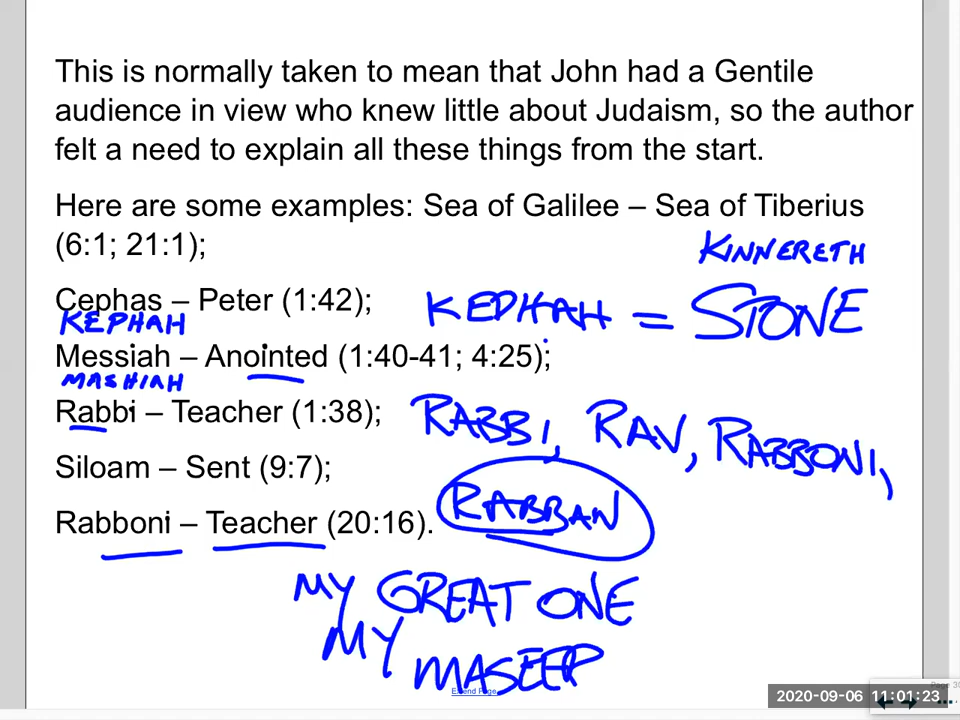 This is normally taken to mean that John had a Gentile
audience in view who knew little about Judaism, so the author
felt a need to explain all these things from the start.
Here are some examples: Sea of Galilee – Sea of Tiberius
(6:1; 21:1);
KINNERETH
Cephas – Peter (1:42);
KEPHAH
KEPHAH = STONE
Messiah – Anointed (1:40-41; 4:25);
MASHIAH
Rabbi – Teacher (1:38);
RABBI, RAV, RABBONI,
Siloam – Sent (9:7);
Rabboni – Teacher (20:16).
RABBAN
MY GREAT ONE
MY
Extend Page
2020-09-06 11:01:23